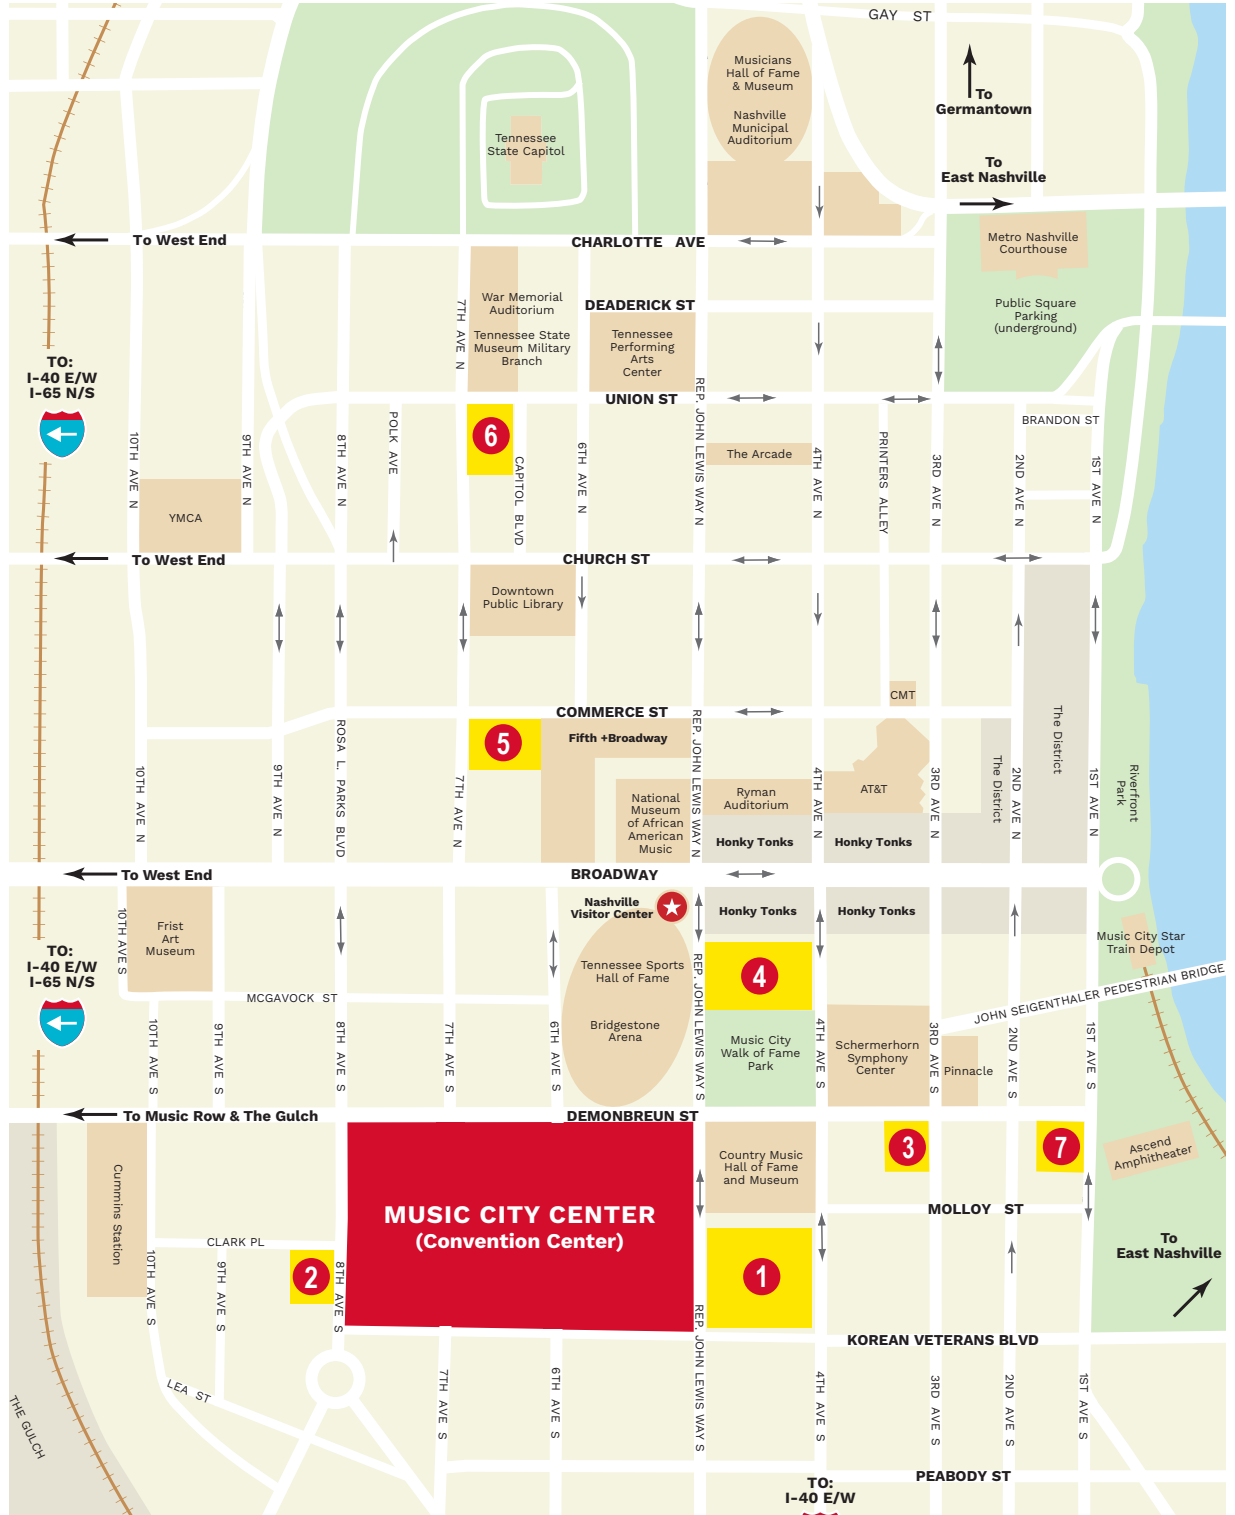 GAY ST
Musicians
Hall of Fame
& Museum
Nashville
Municipal
Auditorium
To
Germantown
Tennessee
State Capitol
To
East Nashville
To West End
CHARLOTTE AVE
Metro Nashville
Courthouse
War Memorial
Auditorium
Tennessee State
Museum Military
Branch
7TH AVE N
DEADERICK ST
Tennessee
Performing
Arts
Center
Public Square
Parking
(underground)
TO:
I-40 E/W
I-65 N/S
UNION ST
BRANDON ST
10TH AVE N
9TH AVE N
8TH AVE N
POLK AVE
6
CAPITOL BLVD
6TH AVE N
REP. JOHN LEWIS WAY N
The Arcade
4TH AVE N
PRINTERS ALLEY
3RD AVE N
2ND AVE N
1ST AVE N
YMCA
To West End
CHURCH ST
Downtown
Public Library
CMT
COMMERCE ST
5
Fifth +Broadway
The District
10TH AVE N
9TH AVE N
ROSA L. PARKS BLVD
7TH AVE N
National
Museum
of African
American
Music
REP. JOHN LEWIS WAY N
Ryman
Auditorium
AT&T
4TH AVE N
3RD AVE N
The District
2ND AVE N
1ST AVE N
Riverfront
Park
Honky Tonks
Honky Tonks
To West End
BROADWAY
Nashville
Visitor Center
Honky Tonks
Honky Tonks
10TH AVE S
Frist
Art
Museum
TO:
I-40 E/W
I-65 N/S
Music City Star
Train Depot
Tennessee Sports
Hall of Fame
4
JOHN SEIGENTHALER PEDESTRIAN BRIDGE
MCGAVOCK ST
10TH AVE S
9TH AVE S
8TH AVE S
7TH AVE S
6TH AVE S
Bridgestone
Arena
REP. JOHN LEWIS WAY S
Music City
Walk of Fame
Park
4TH AVE S
Schermerhorn
Symphony
Center
3RD AVE S
Pinnacle
2ND AVE S
1ST AVE S
To Music Row & The Gulch
DEMONBREUN ST
Cummins Station
Country Music
Hall of Fame
and Museum
3
7
Ascend
Amphitheater
MUSIC CITY CENTER
(Convention Center)
MOLLOY ST
CLARK PL
To
East Nashville
10TH AVE S
9TH AVE S
2
8TH AVE S
1
REP. JOHN LEWIS WAY S
KOREAN VETERANS BLVD
LEA ST
THE GULCH
7TH AVE S
6TH AVE S
4TH AVE S
3RD AVE S
2ND AVE S
1ST AVE S
PEABODY ST
TO:
I-40 E/W